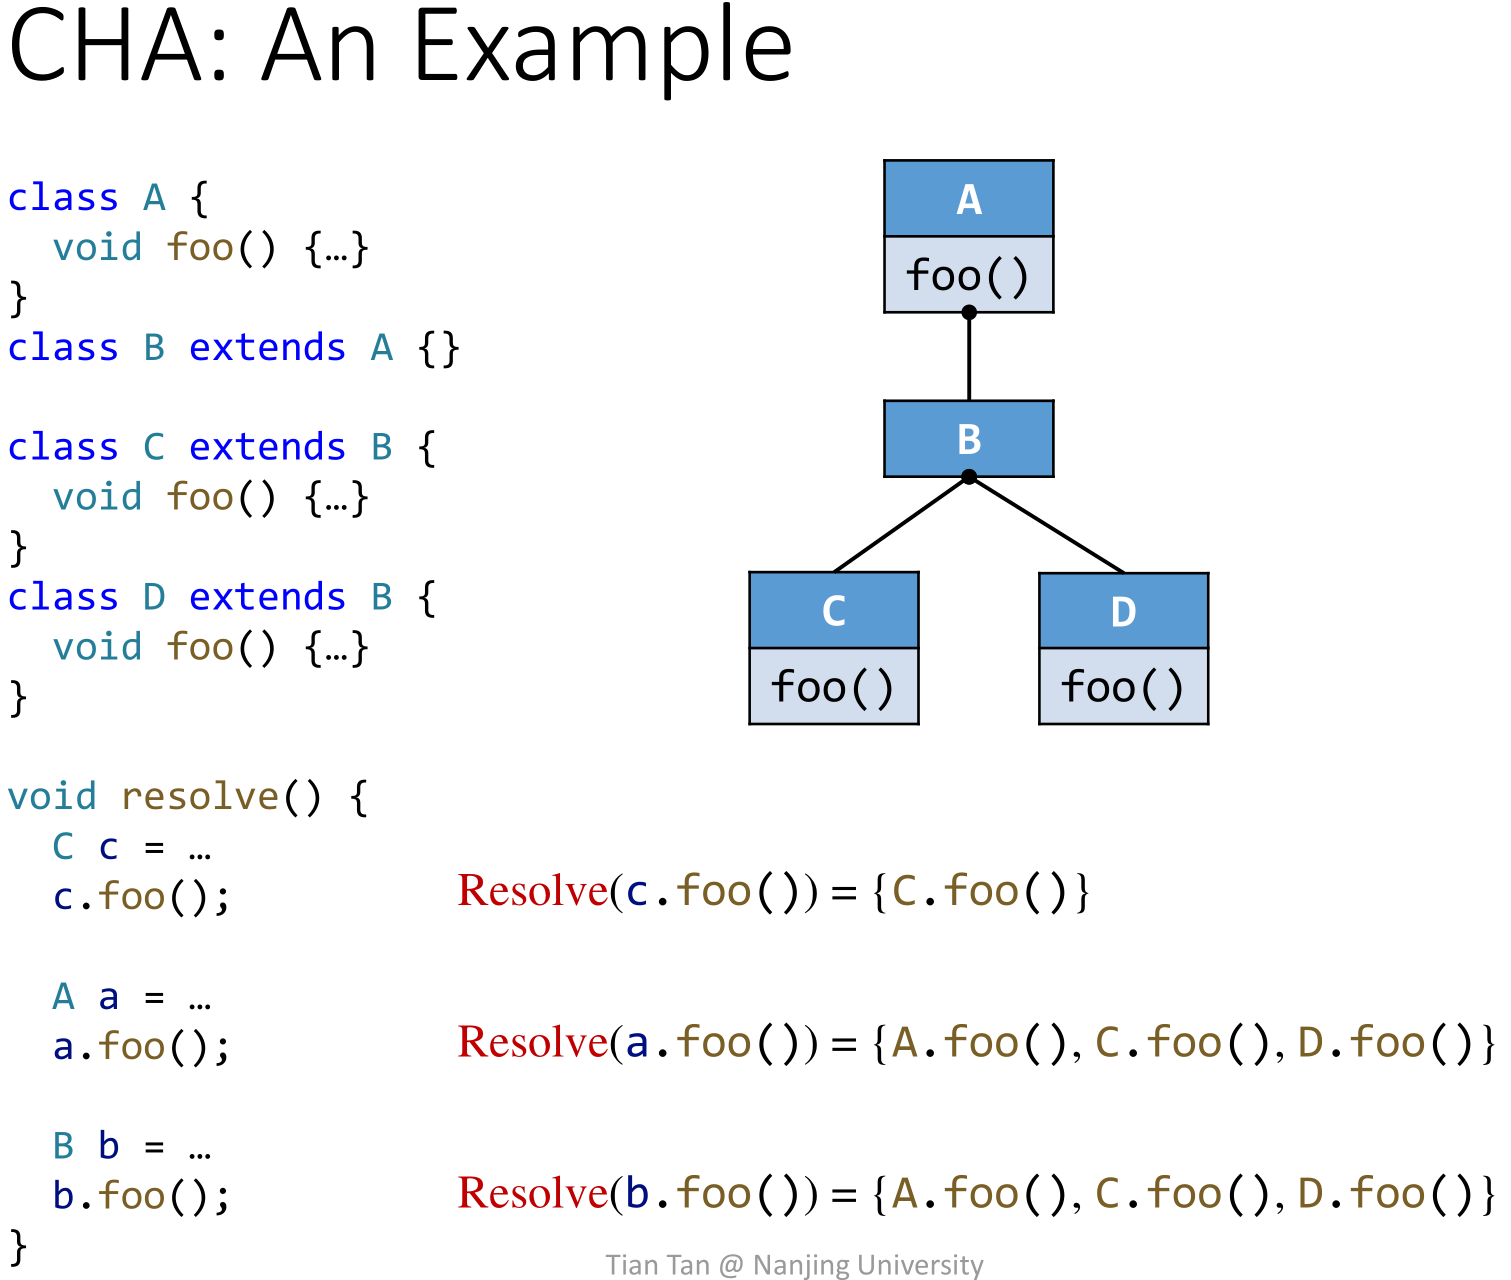 CHA: An Example
class A {
  void foo() {…}
}
class B extends A {}
class C extends B {
  void foo() {…}
}
class D extends B {
  void foo() {…}
}
void resolve() {
  C c = …
  c.foo();
  A a = …
  a.foo();
  B b = …
  b.foo();
}
A
foo()
B
C
foo()
D
foo()
Resolve(c.foo()) = {C.foo()}
Resolve(a.foo()) = {A.foo(), C.foo(), D.foo()}
Resolve(b.foo()) = {A.foo(), C.foo(), D.foo()}
Tian Tan @ Nanjing University